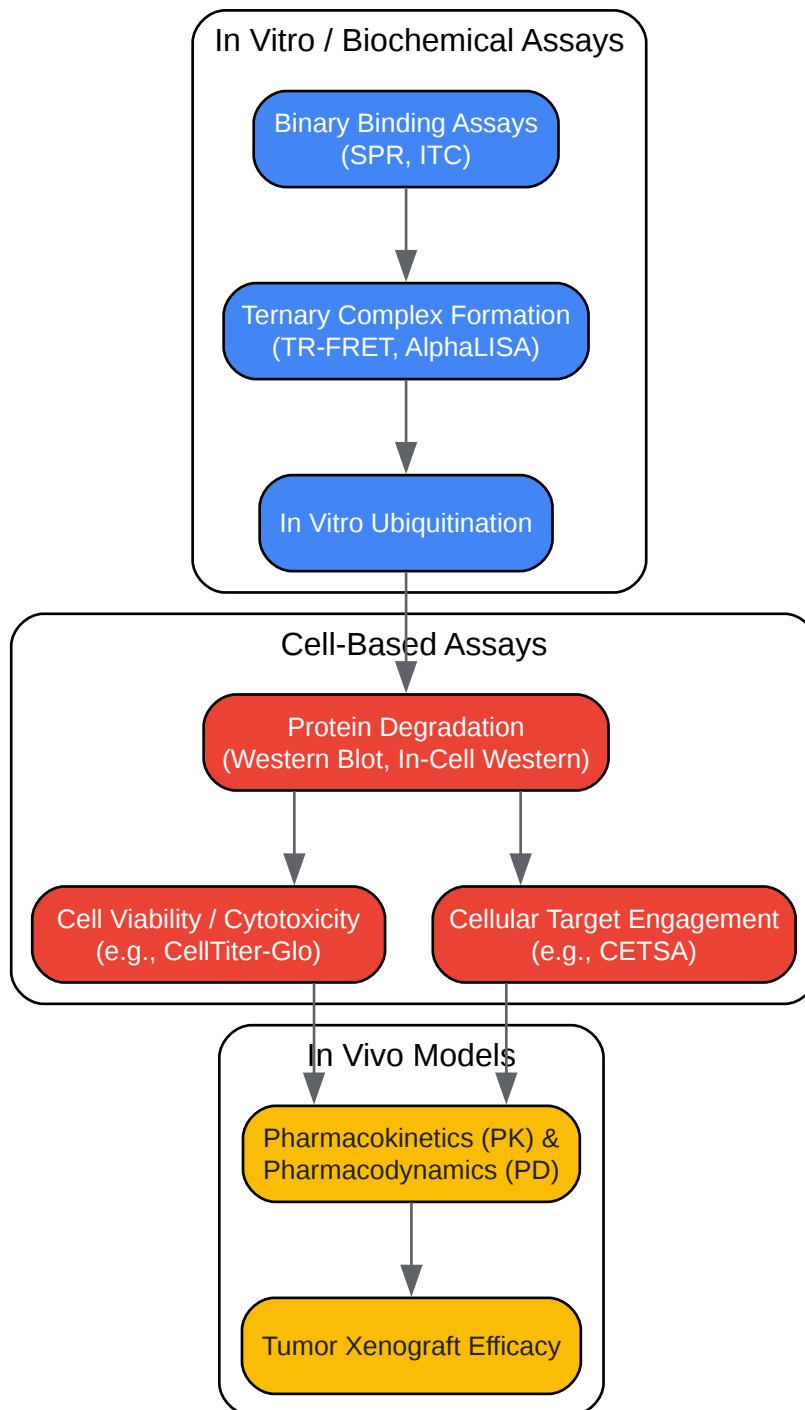 In Vitro / Biochemical Assays
Binary Binding Assays
(SPR, ITC)
Ternary Complex Formation
(TR-FRET, AlphaLISA)
In Vitro Ubiquitination
Cell-Based Assays
Protein Degradation
(Western Blot, In-Cell Western)
Cell Viability / Cytotoxicity
(e.g., CellTiter-Glo)
Cellular Target Engagement
(e.g., CETSA)
In Vivo Models
Pharmacokinetics (PK) &
Pharmacodynamics (PD)
Tumor Xenograft Efficacy